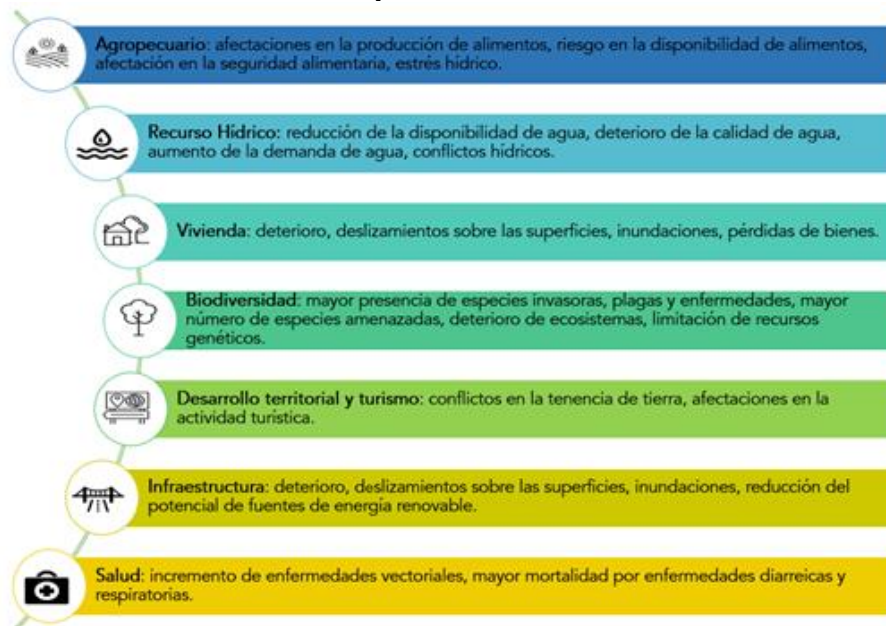 Agropecuario: afectaciones en la producción de alimentos, riesgo en la disponibilidad de alimentos,
afectación en la seguridad alimentaria, estrés hídrico.
Recurso Hídrico: reducción de la disponibilidad de agua, deterioro de la calidad de agua,
aumento de la demanda de agua, conflictos hídricos.
Vivienda: deterioro, deslizamientos sobre las superficies, inundaciones, pérdidas de bienes.
Biodiversidad: mayor presencia de especies invasoras, plagas y enfermedades, mayor
número de especies amenazadas, deterioro de ecosistemas, limitación de recursos
genéticos.
Desarrollo territorial y turismo: conflictos en la tenencia de tierra, afectaciones en la
actividad turística.
Infraestructura: deterioro, deslizamientos sobre las superficies, inundaciones, reducción del
potencial de fuentes de energía renovable.
Salud: incremento de enfermedades vectoriales, mayor mortalidad por enfermedades diarreicas y
respiratorias.